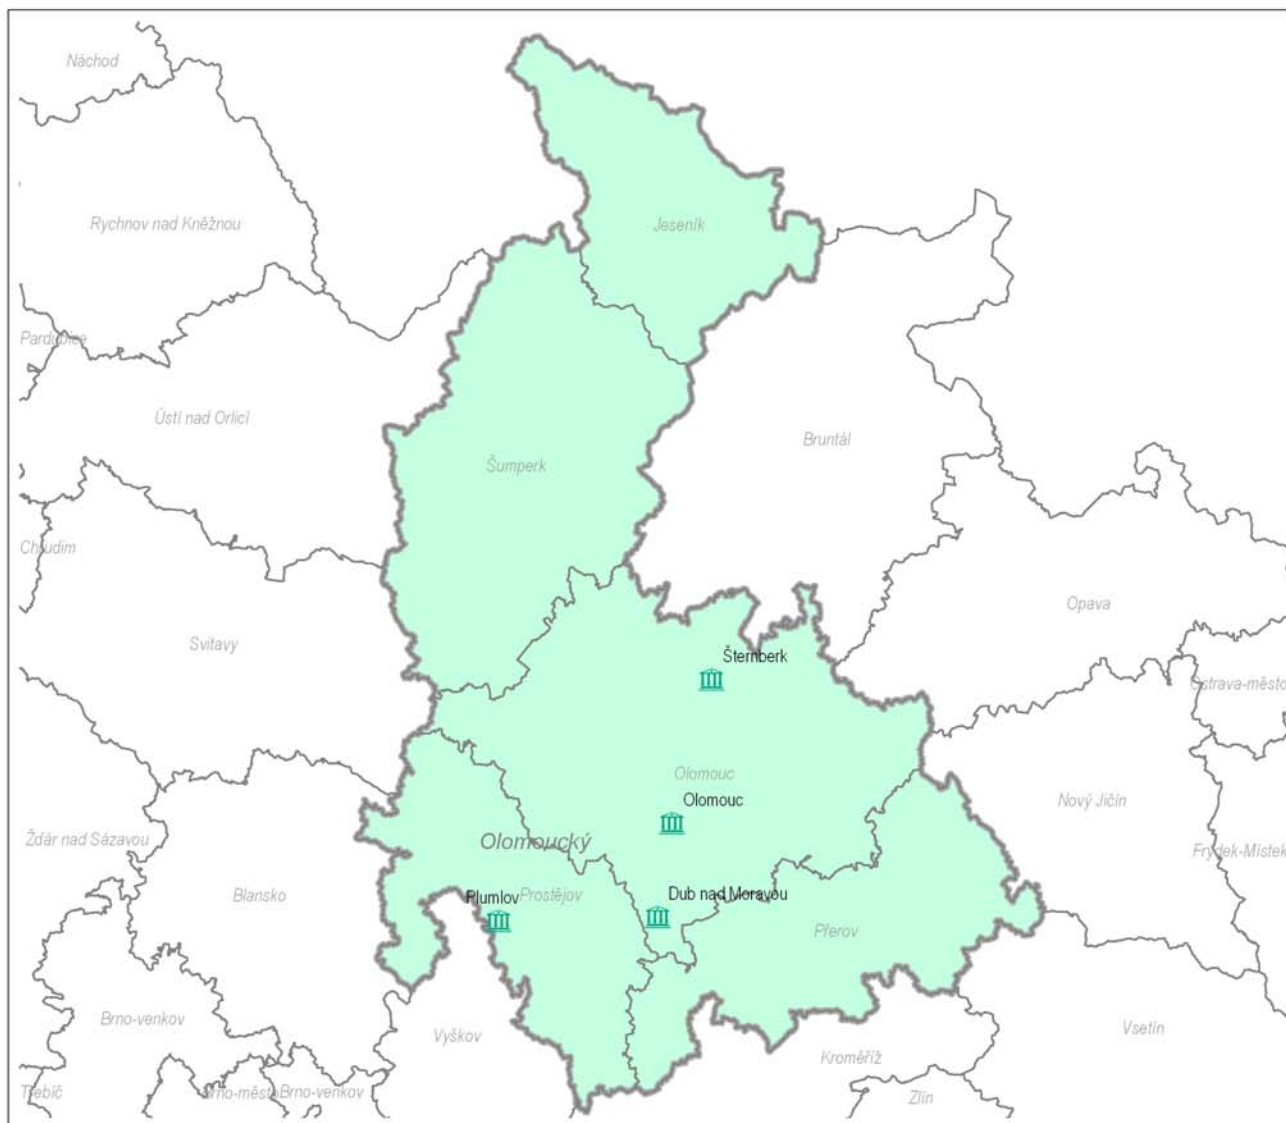 Náchod
Rychnov nad Kněžnou
Jeseník
Pardubice
Ústí nad Orlicí
Bruntál
Šumperk
Chrudim
Opava
Svitavy
Šternberk
Ostrava-město
Olomouc
Olomouc
Nový Jičín
Žďár nad Sázavou
Olomoucký
Frýdek-Místek
Blansko
Plumlov
Prostějov
Dub nad Moravou
Přerov
Brno-venkov
Vyškov
Vsetín
Kroměříž
Třebíč
Brno-město
Brno-venkov
Zlín